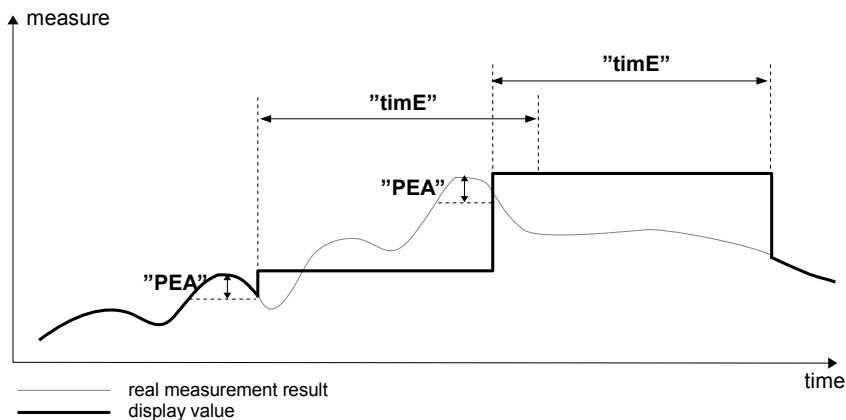 measure
”timE”
”timE”
”PEA”
”PEA”
time
real measurement result
display value